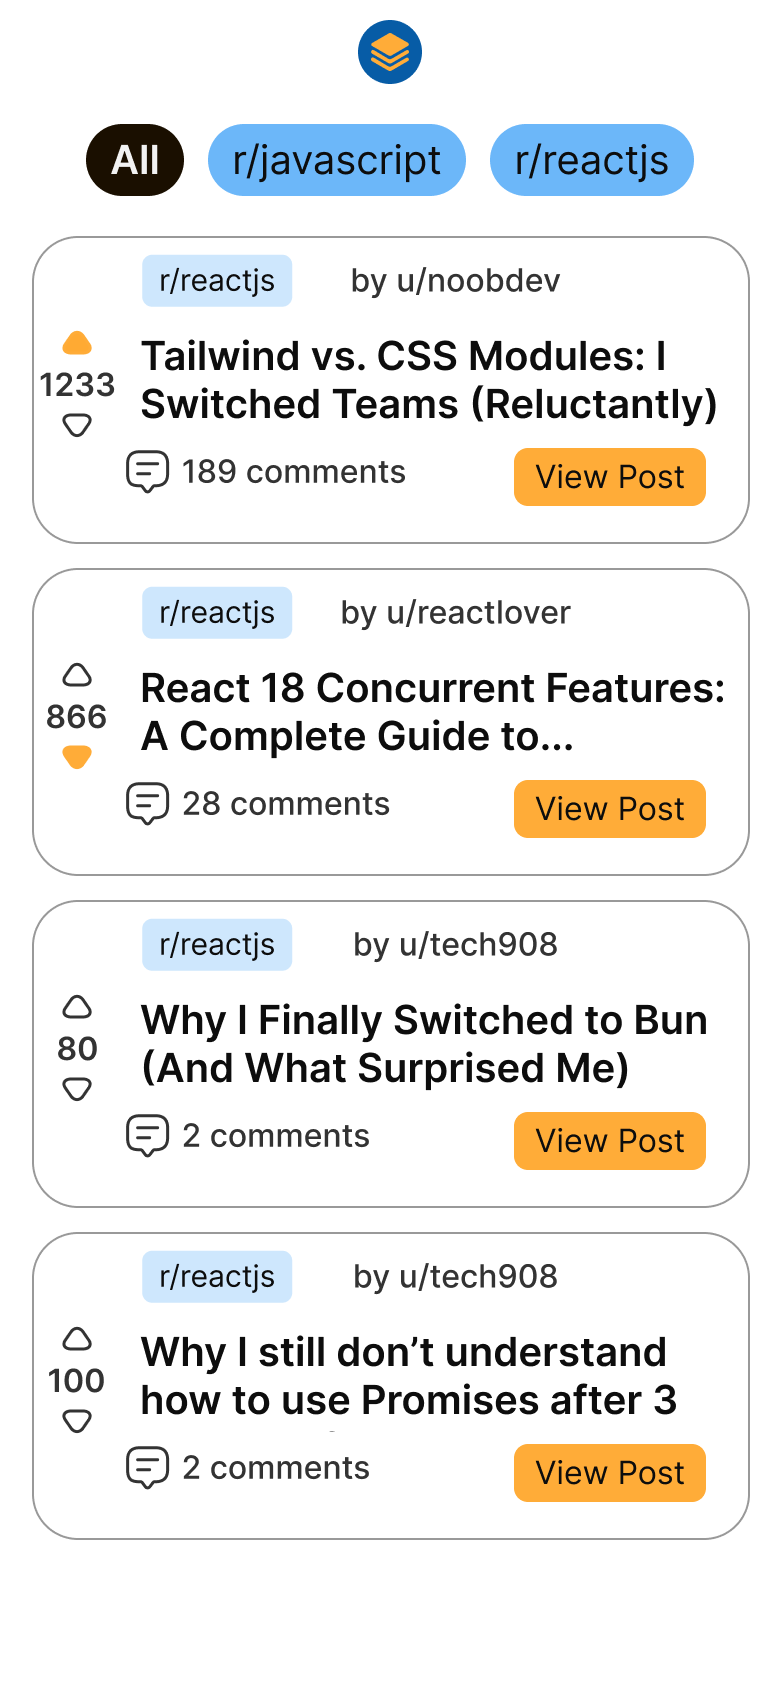 All
r/javascript
r/reactjs
r/reactjs
by u/noobdev
1233
Tailwind vs. CSS Modules: I
Switched Teams (Reluctantly)
189 comments
View Post
r/reactjs
by u/reactlover
866
React 18 Concurrent Features:
A Complete Guide to...
28 comments
View Post
r/reactjs
by u/tech908
80
Why I Finally Switched to Bun
(And What Surprised Me)
2 comments
View Post
r/reactjs
by u/tech908
100
Why I still don’t understand
how to use Promises after 3
2 comments
View Post